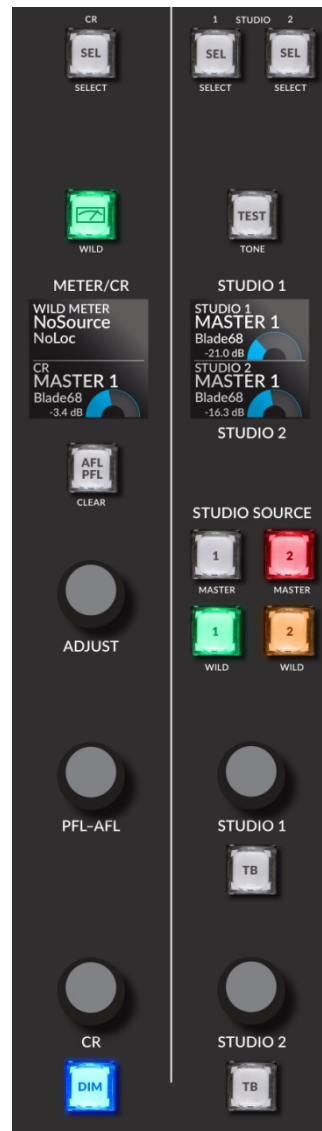 CR
SEL
SELECT
WILD
METER/CR
WILD METER
NoSource
NoLoc
CR
MASTER 1
Blade68
-3.4 dB
AFL
PFL
CLEAR
ADJUST
PFL–AFL
CR
DIM
1 STUDIO 2
SEL SEL
SELECT SELECT
TEST
TONE
STUDIO 1
STUDIO 1
MASTER 1
Blade68
-21.0 dB
STUDIO 2
MASTER 1
Blade68
-16.3 dB
STUDIO 2
STUDIO SOURCE
1 2
MASTER MASTER
1 2
WILD WILD
STUDIO 1
TB
STUDIO 2
TB